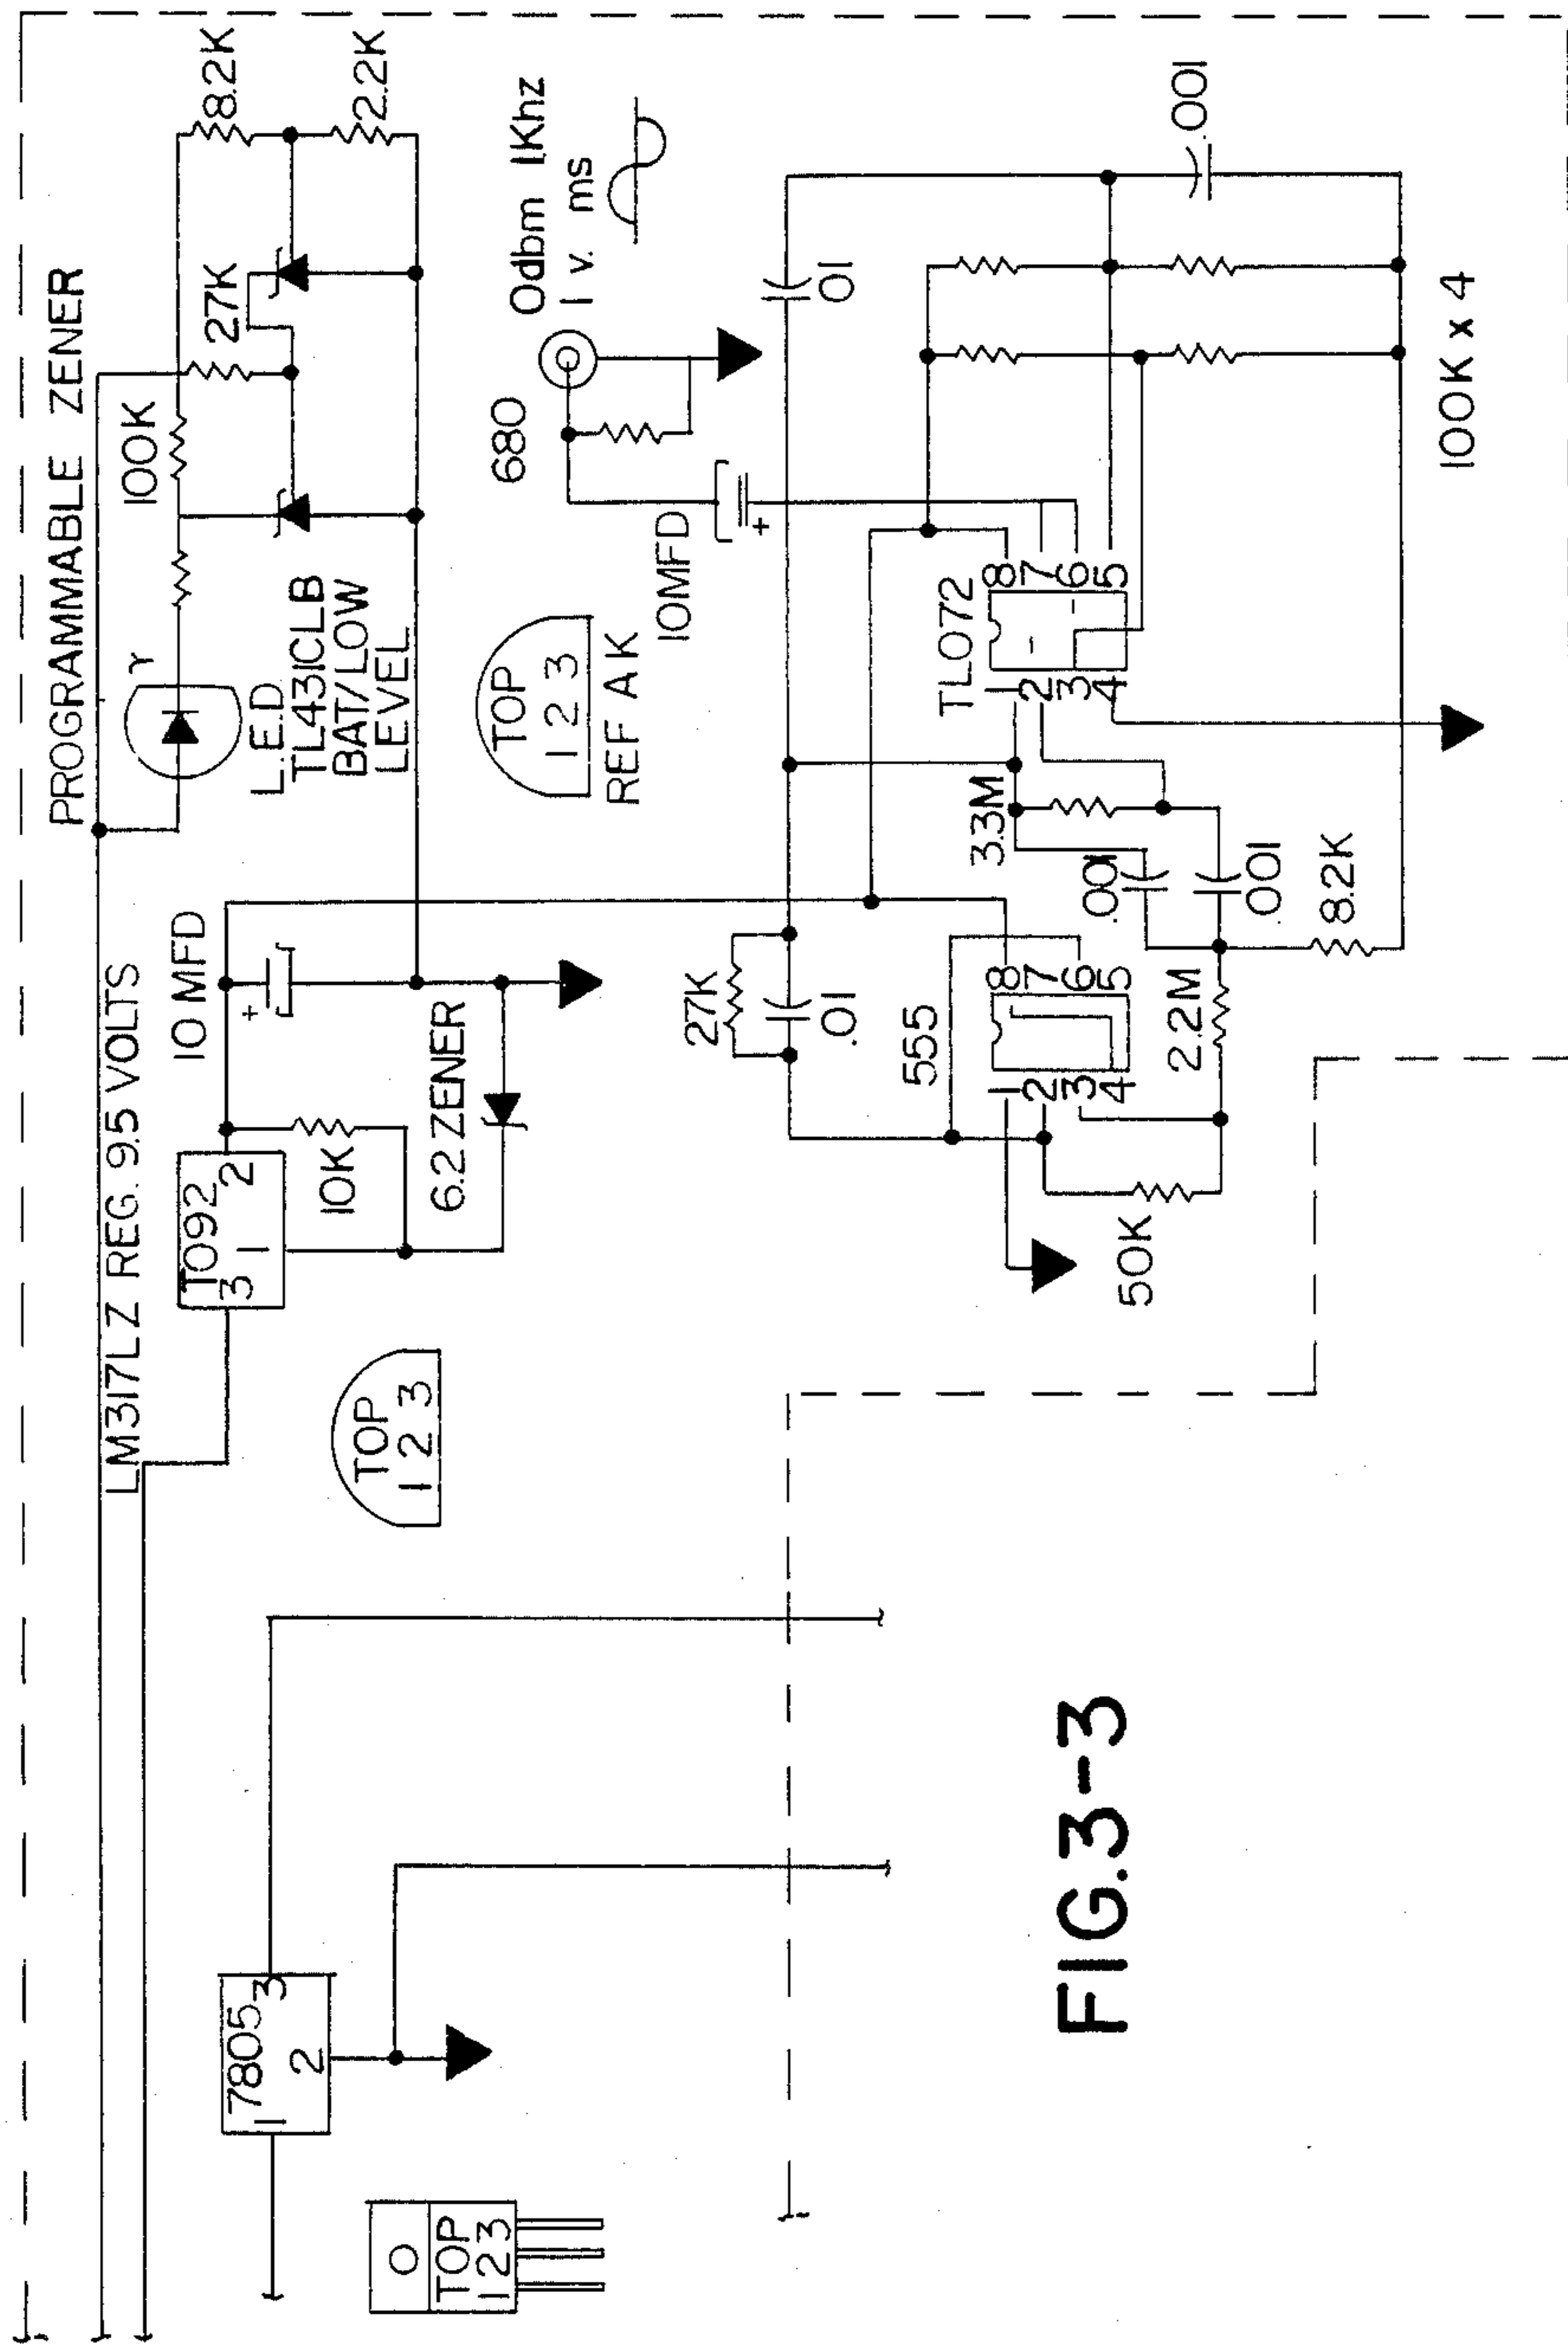 PROGRAMMABLE ZENER
LM317LZ REG. 9.5 VOLTS
100K
27K
8.2K
2.2K
L.E.D
TL431CLB
BAT/LOW
LEVEL
10 MFD
+
TO92
3 2
1
10K
6.2 ZENER
TOP
1 2 3
TOP
1 2 3
REF A K
7805
1 3
2
O
TOP
1 2 3
680
0dbm 1Khz
1 v. ms
10MFD
+
27K
.01
.01
555
8
7
6
5
1
2
3
4
50K
2.2M
3.3M
.001
.001
8.2K
TL072
8
7
6
5
1
2
3
4
.001
100K x 4
FIG.3-3